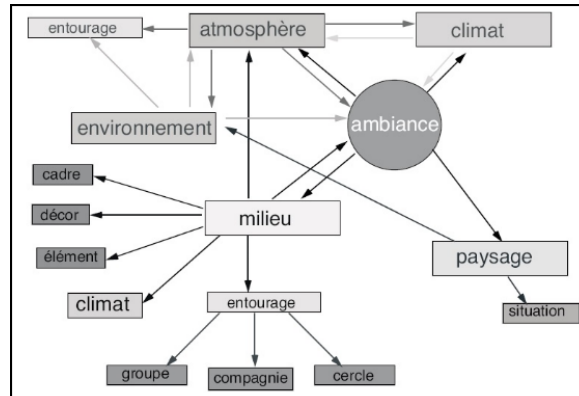 entourage
atmosphère
climat
environnement
ambiance
cadre
décor
milieu
élément
paysage
climat
entourage
situation
groupe
compagnie
cercle